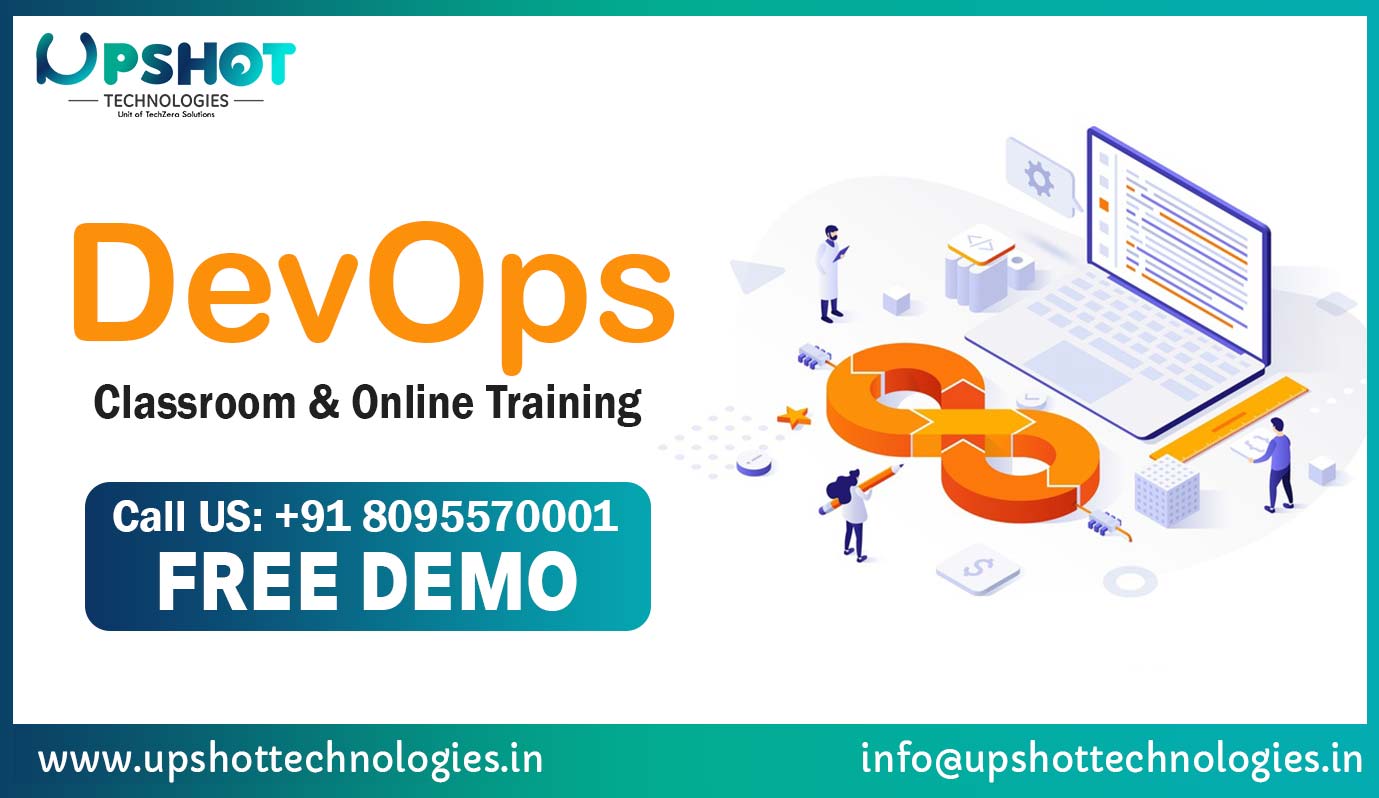 UPSHOT
TECHNOLOGIES
Unit of TechZera Solutions
DevOps
Classroom & Online Training
Call US: +91 8095570001
FREE DEMO
www.upshottechnologies.in
info@upshottechnologies.in